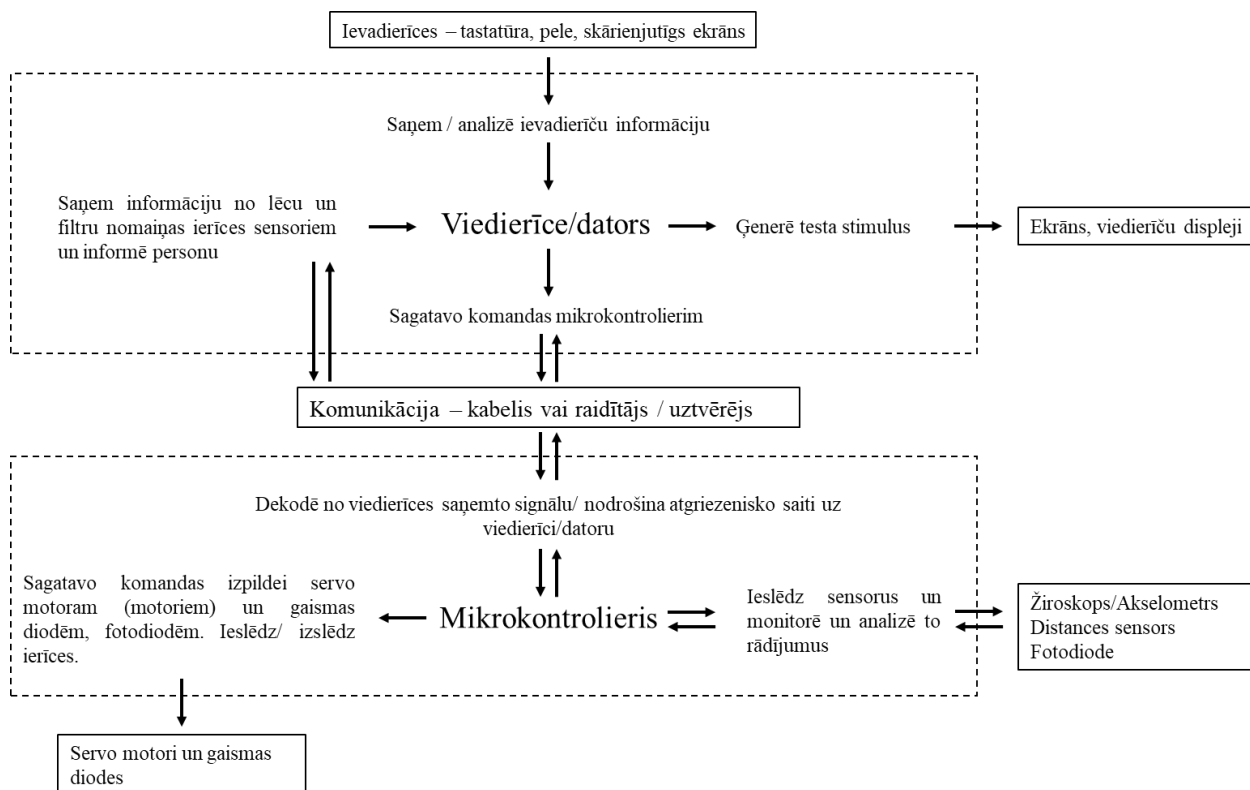 Ievadierīces – tastatūra, pele, skārienjutīgs ekrāns
Saņem / analizē ievadierīču informāciju
Saņem informāciju no lēcu un
filtru nomaiņas ierīces sensoriem
un informē personu
Viedierīce/dators
Ģenerē testa stimulus
Ekrāns, viedierīču displeji
Sagatavo komandas mikrokontrolierim
Komunikācija – kabelis vai raidītājs / uztvērējs
Dekodē no viedierīces saņemto signālu/ nodrošina atgriezenisko saiti uz
viedierīci/datoru
Sagatavo komandas izpildei servo
motoram (motoriem) un gaismas
diodēm, fotodiodēm. Ieslēdz/ izslēdz
ierīces.
Mikrokontrolieris
Ieslēdz sensorus un
monitorē un analizē to
rādījumus
Žiroskops/Akselometrs
Distances sensors
Fotodiode
Servo motori un gaismas
diodes